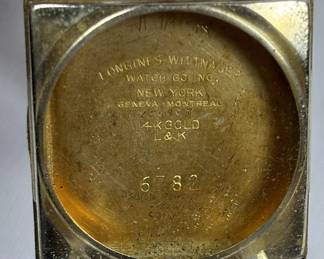 LONGINES-WITTNAUER
WATCH CO. INC.
NEW YORK
GENEVA-MONTREAL
14K GOLD
L & K
6782